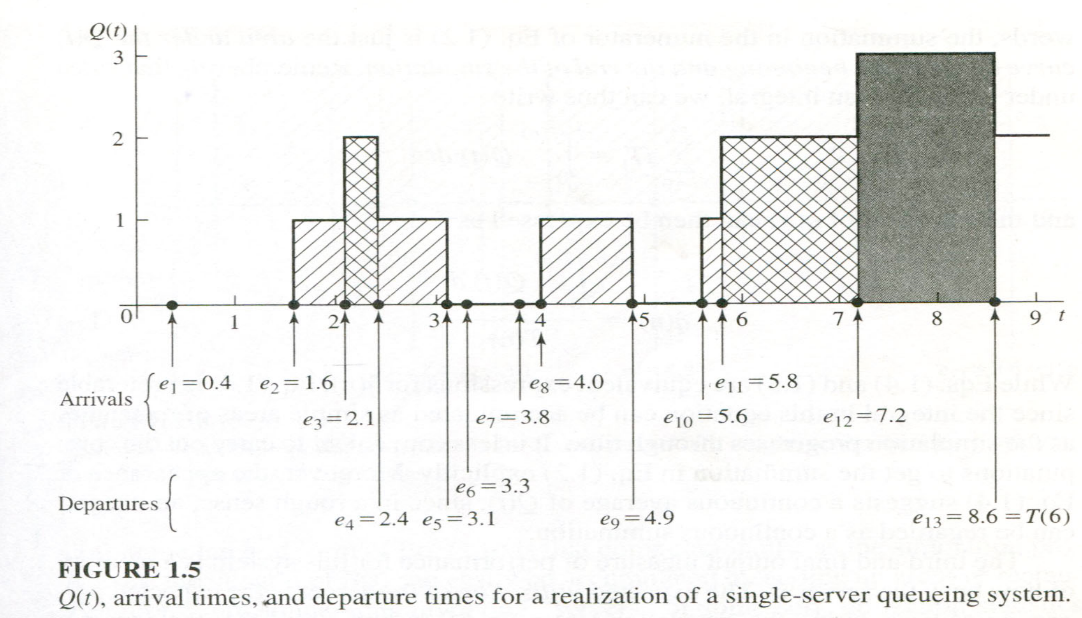 Q(t)
3
2
1
0 1 2 3 4 5 6 7 8 9 t
Arrivals { e₁ = 0.4 e₂ = 1.6 e₈ = 4.0 e₁₁ = 5.8
e₃ = 2.1 e₇ = 3.8 e₁₀ = 5.6 e₁₂ = 7.2
Departures { e₆ = 3.3
e₄ = 2.4 e₅ = 3.1 e₉ = 4.9 e₁₃ = 8.6 = T(6)
FIGURE 1.5
Q(t), arrival times, and departure times for a realization of a single-server queueing system.